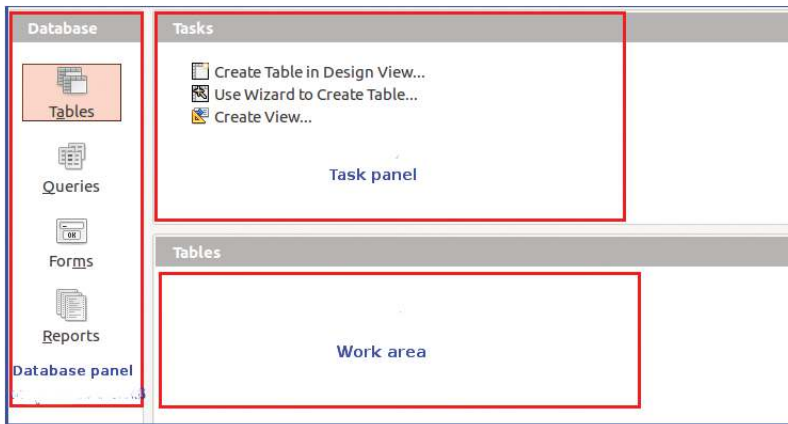 Database
Tables
Queries
Forms
Reports
Database panel
Tasks
Create Table in Design View...
Use Wizard to Create Table...
Create View...
Task panel
Tables
Work area